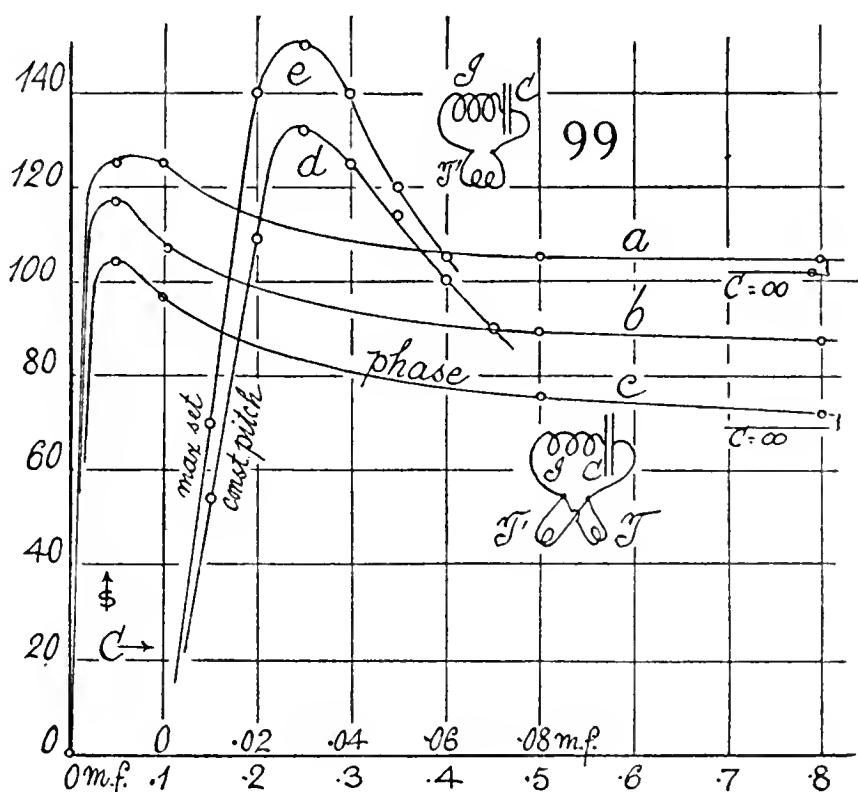 140
120
100
80
60
40
20
0
e
d
a
b
c
99
I
C
T'
C=∞
phase
C=∞
max set
const. pitch
I C
T' T
$
C→
0 .02 .04 .06 .08 m.f.
0 m.f. .1 .2 .3 .4 .5 .6 .7 .8